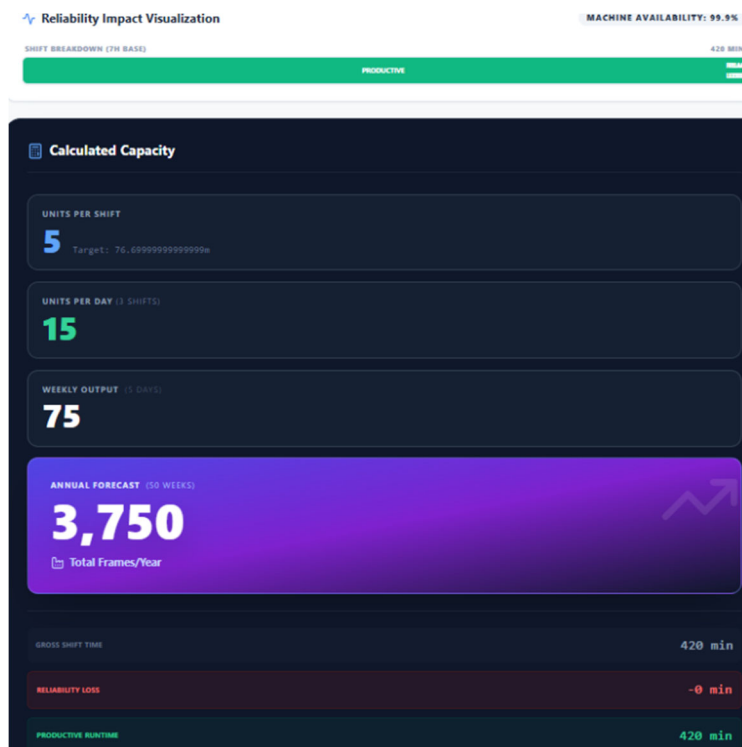 Reliability Impact Visualization
MACHINE AVAILABILITY: 99.9%
SHIFT BREAKDOWN (7H BASE)
420 MIN
PRODUCTIVE
Calculated Capacity
UNITS PER SHIFT
5 Target: 76.69999999999999m
UNITS PER DAY (3 SHIFTS)
15
WEEKLY OUTPUT (5 DAYS)
75
ANNUAL FORECAST (50 WEEKS)
3,750
Total Frames/Year
GROSS SHIFT TIME
420 min
RELIABILITY LOSS
-0 min
PRODUCTIVE RUNTIME
420 min